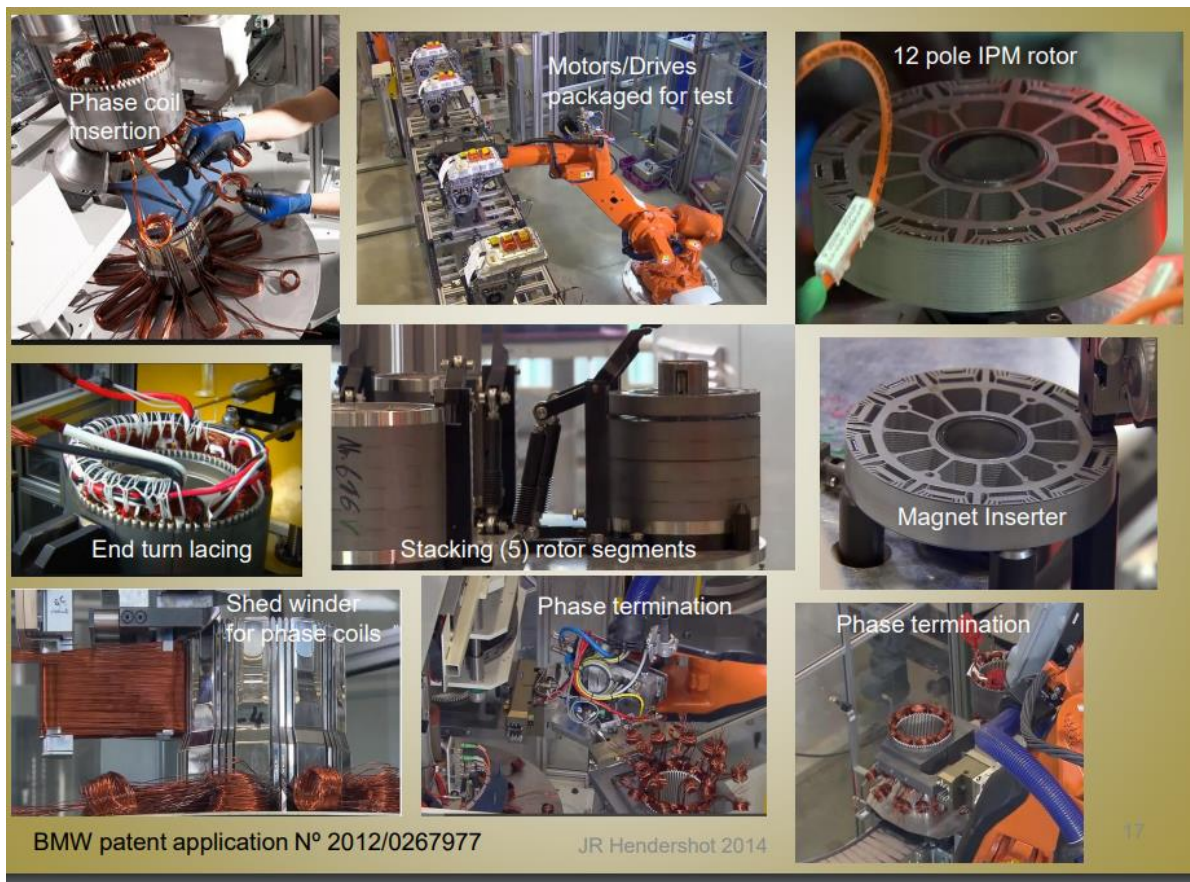 Phase coil
insertion
Motors/Drives
packaged for test
12 pole IPM rotor
End turn lacing
Stacking (5) rotor segments
Magnet Inserter
Shed winder
for phase coils
Phase termination
Phase termination
4
BMW patent application Nº 2012/0267977
JR Hendershot 2014
17